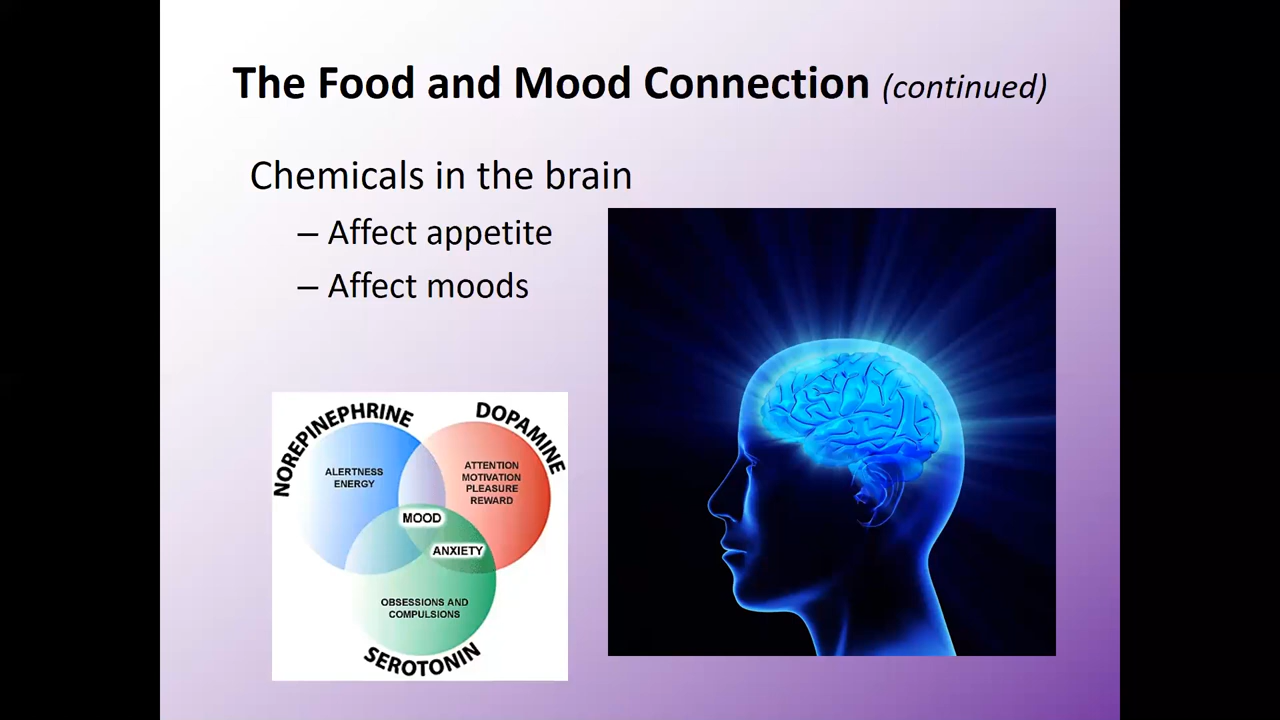 The Food and Mood Connection (continued)
Chemicals in the brain
– Affect appetite
– Affect moods
NOREPINEPHRINE
DOPAMINE
ALERTNESS
ENERGY
ATTENTION
MOTIVATION
PLEASURE
REWARD
MOOD
ANXIETY
OBSESSIONS AND
COMPULSIONS
SEROTONIN